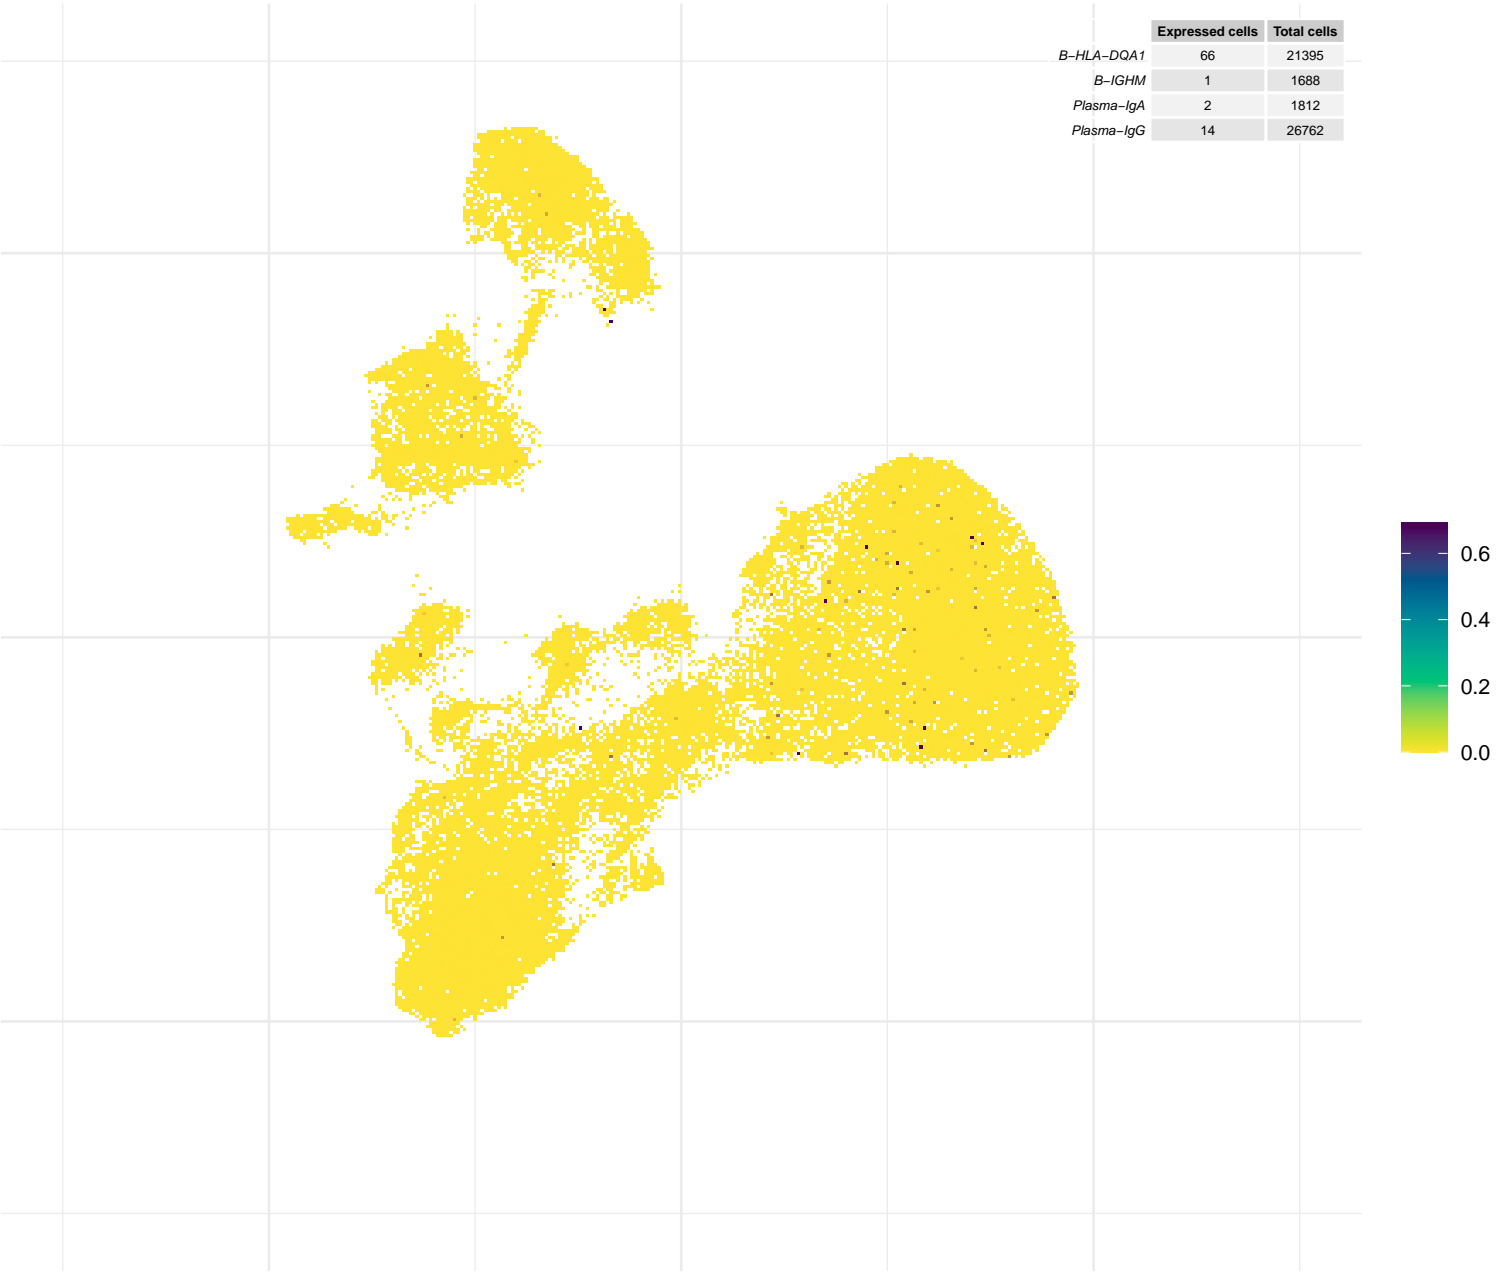 Expressed cells Total cells
B−HLA−DQA1 66 21395
B−IGHM 1 1688
Plasma−IgA 2 1812
Plasma−IgG 14 26762
0.6
0.4
0.2
0.0